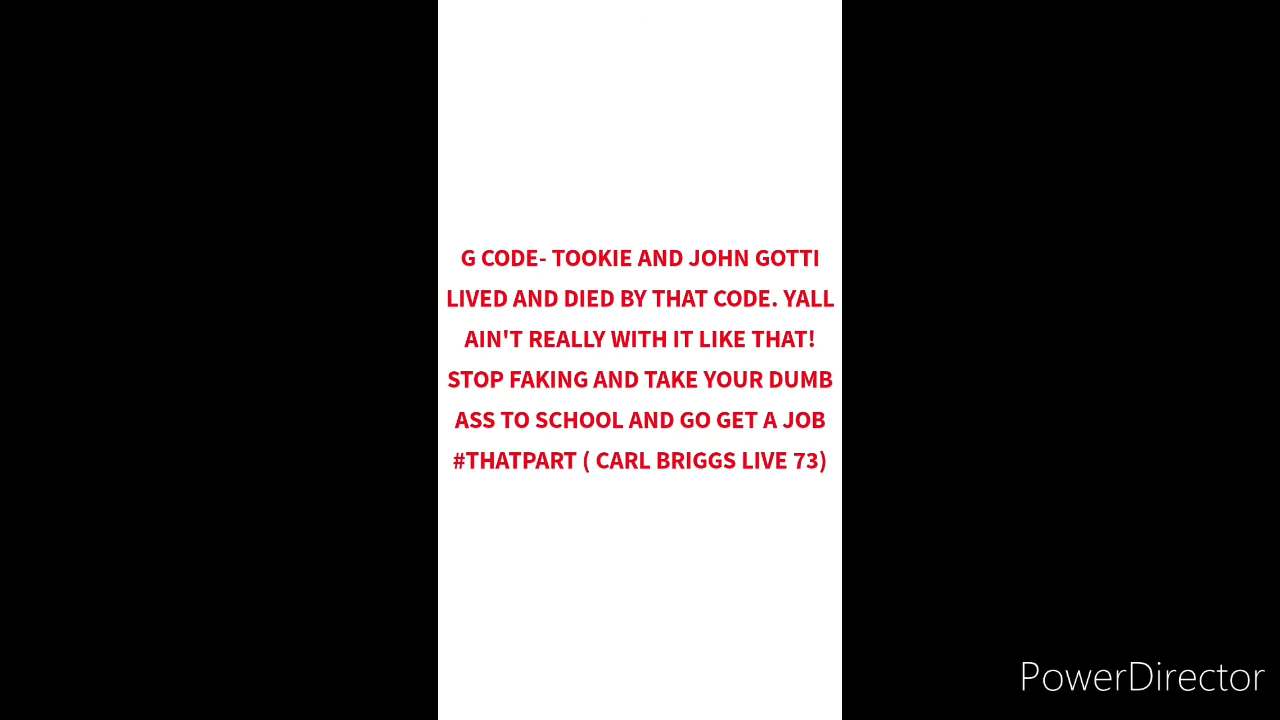 G CODE- TOOKIE AND JOHN GOTTI
LIVED AND DIED BY THAT CODE. YALL
AIN'T REALLY WITH IT LIKE THAT!
STOP FAKING AND TAKE YOUR DUMB
ASS TO SCHOOL AND GO GET A JOB
#THATPART ( CARL BRIGGS LIVE 73)
PowerDirector